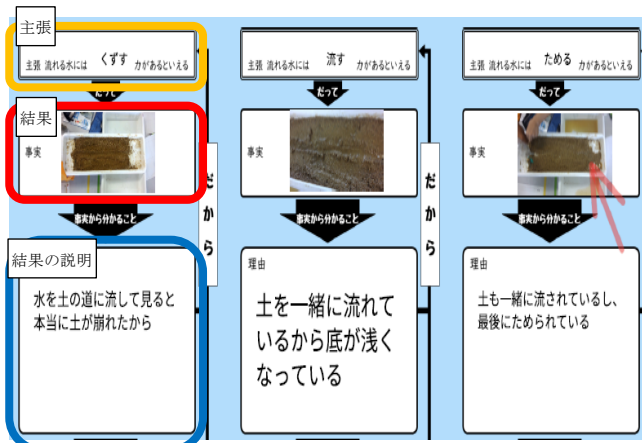 主張
主張 流れる水には くずす 力があるといえる
だって
結果
事実
事実から分かること
結果の説明
水を土の道に流して見ると
本当に土が崩れたから
だから
主張 流れる水には 流す 力があるといえる
だって
事実
事実から分かること
理由
土を一緒に流れて
いるから底が浅く
なっている
だから
主張 流れる水には ためる 力があるといえる
だって
事実
事実から分かること
理由
土も一緒に流されているし、
最後にためられている